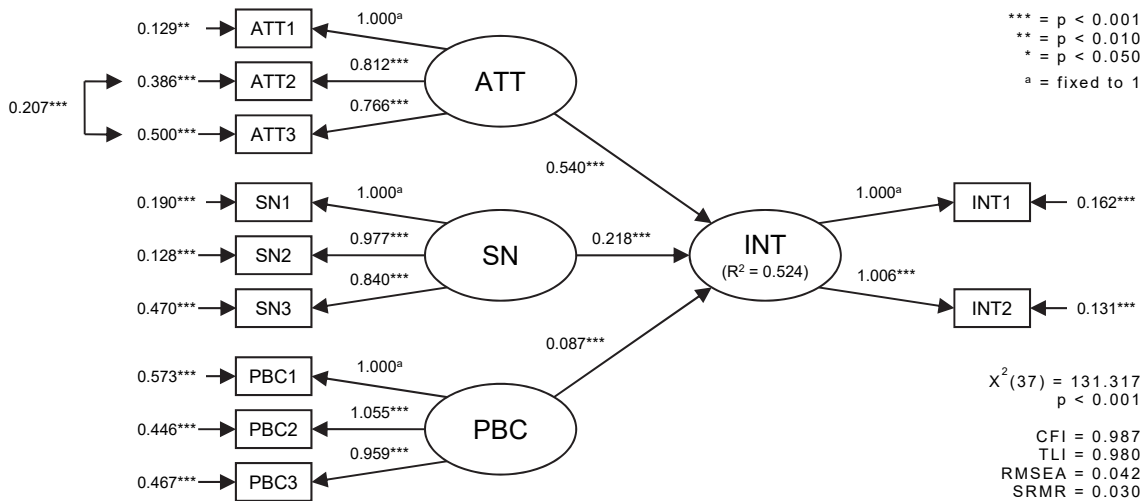 0.129** ATT1 1.000ᵃ
0.386*** ATT2 0.812***
0.207***
0.500*** ATT3 0.766***
ATT
0.540***
*** = p < 0.001
** = p < 0.010
* = p < 0.050
ᵃ = fixed to 1
0.190*** SN1 1.000ᵃ
0.128*** SN2 0.977***
0.470*** SN3 0.840***
SN
0.218***
INT
(R² = 0.524)
1.000ᵃ INT1 0.162***
1.006*** INT2 0.131***
0.087***
0.573*** PBC1 1.000ᵃ
0.446*** PBC2 1.055***
0.467*** PBC3 0.959***
PBC
X²(37) = 131.317
p < 0.001
CFI = 0.987
TLI = 0.980
RMSEA = 0.042
SRMR = 0.030